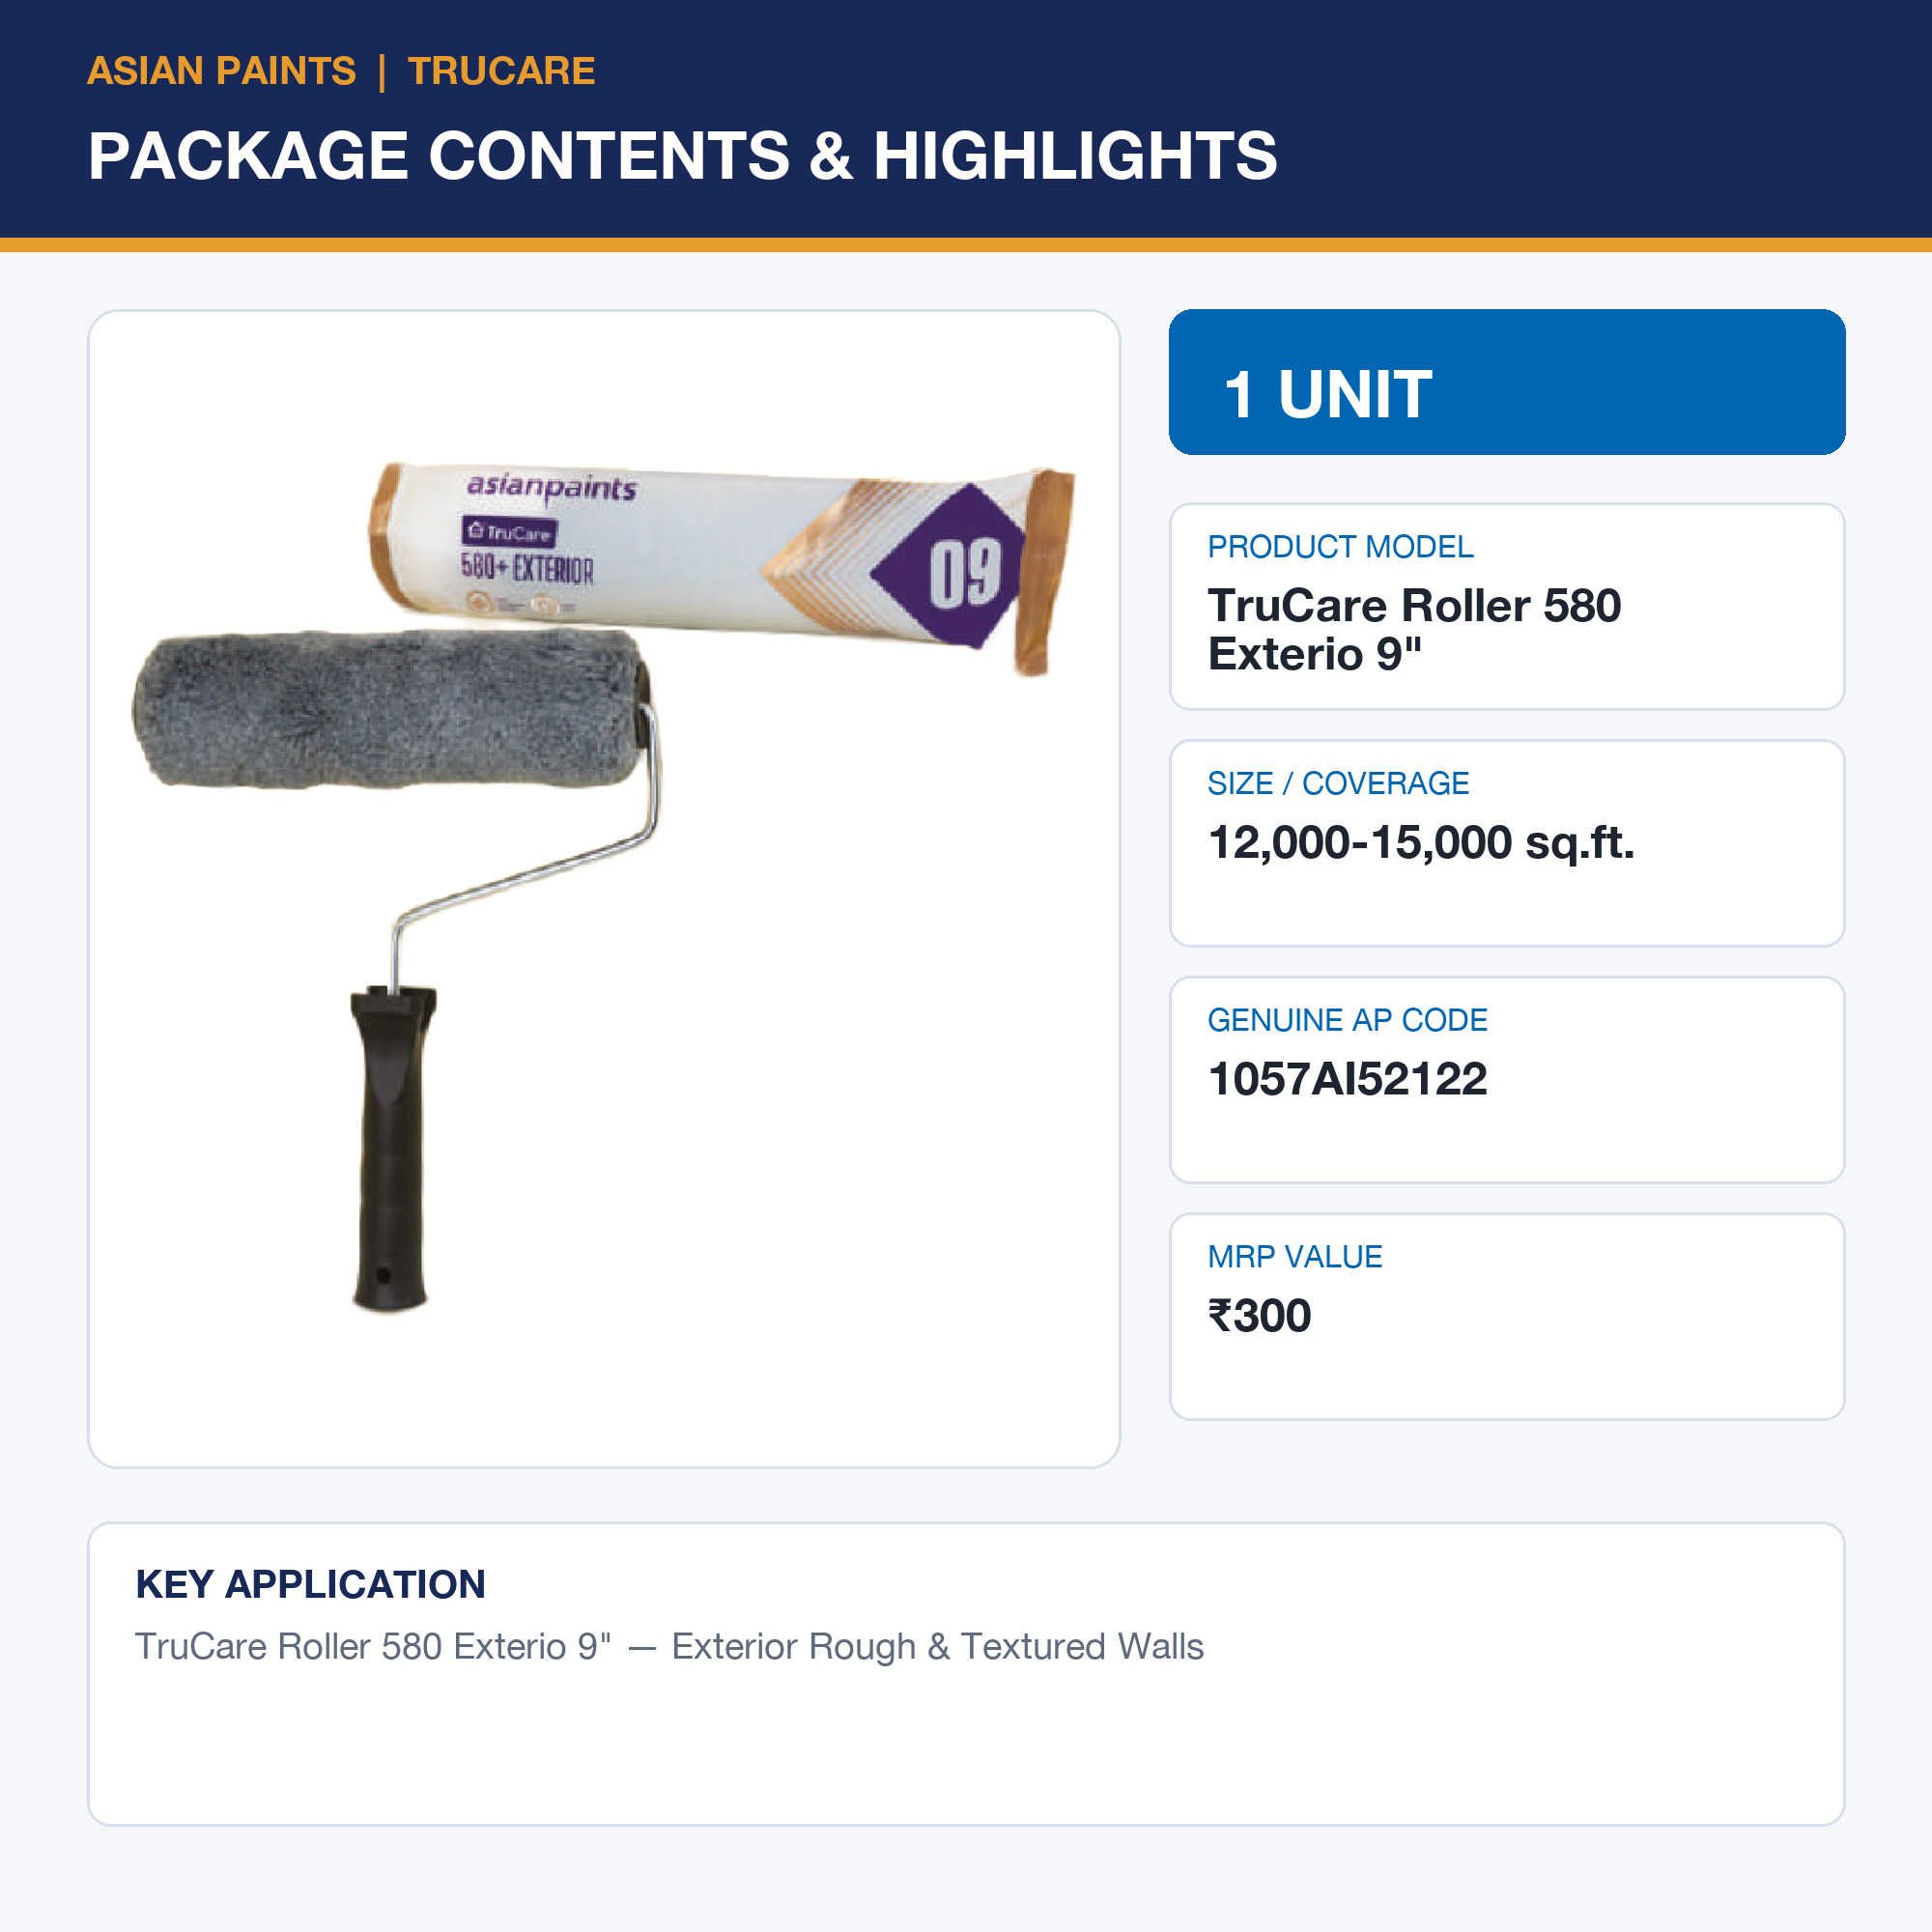 ASIAN PAINTS | TRUCARE
PACKAGE CONTENTS & HIGHLIGHTS
asianpaints
TruCare
580+ EXTERIOR
09
1 UNIT
PRODUCT MODEL
TruCare Roller 580
Exterio 9"
SIZE / COVERAGE
12,000-15,000 sq.ft.
GENUINE AP CODE
1057AI52122
MRP VALUE
₹300
KEY APPLICATION
TruCare Roller 580 Exterio 9" — Exterior Rough & Textured Walls